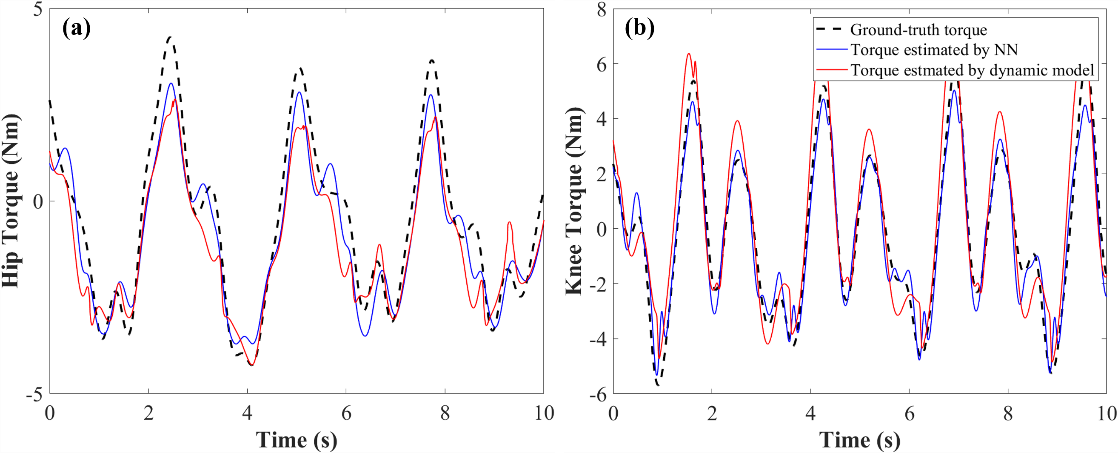 (a)
5
0
-5
Hip Torque (Nm)
0 2 4 6 8 10
Time (s)
(b)
8
6
4
2
0
-2
-4
-6
Knee Torque (Nm)
Ground-truth torque
Torque estimated by NN
Torque estmated by dynamic model
0 2 4 6 8 10
Time (s)